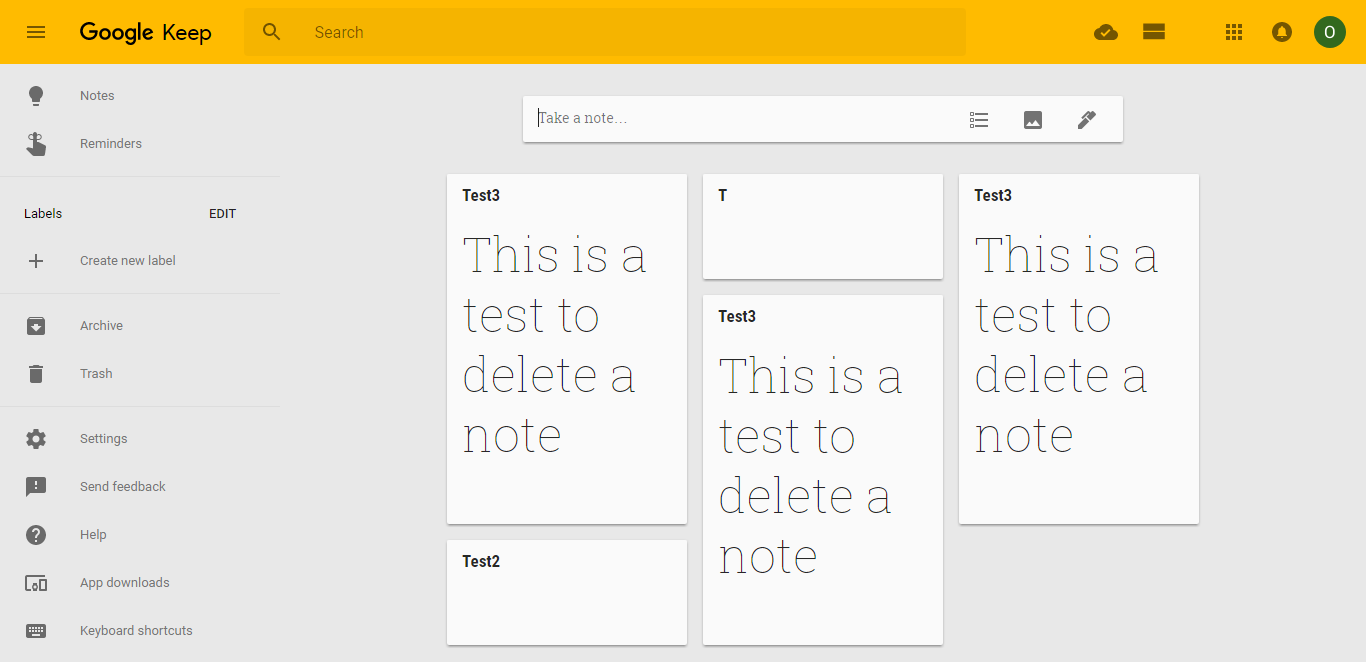 Google Keep
Search
O
Notes
Reminders
Labels EDIT
Create new label
Archive
Trash
Settings
Send feedback
Help
App downloads
Keyboard shortcuts
Take a note...
Test3
This is a
test to
delete a
note
T
Test3
This is a
test to
delete a
note
Test3
This is a
test to
delete a
note
Test2